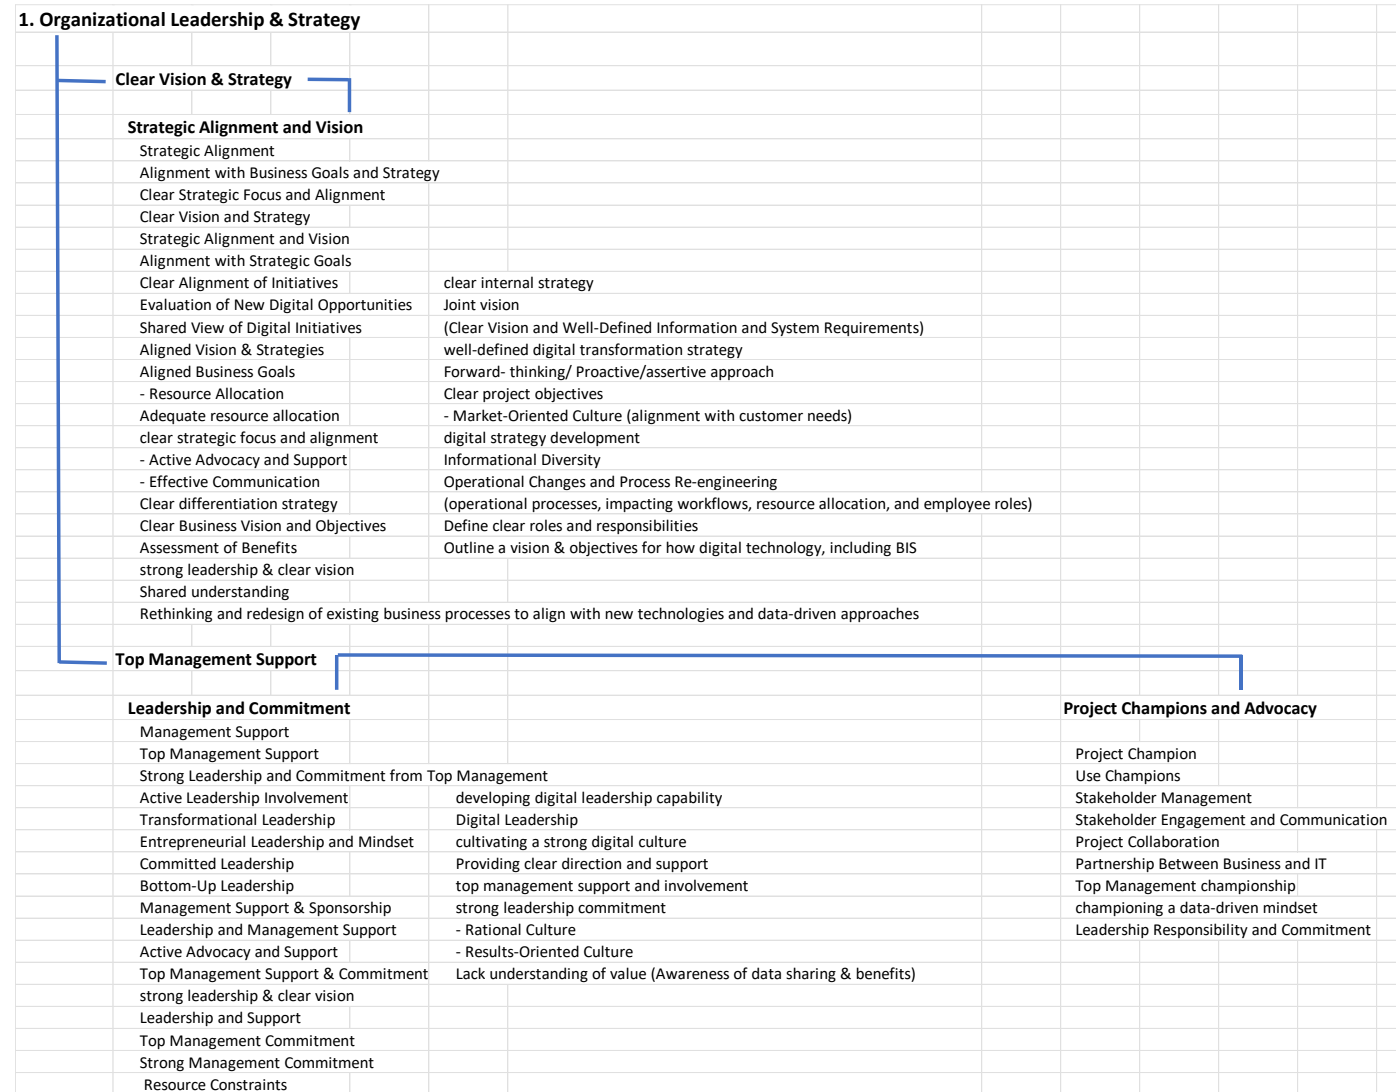 1. Organizational Leadership & Strategy
Clear Vision & Strategy
Strategic Alignment and Vision
Strategic Alignment
Alignment with Business Goals and Strategy
Clear Strategic Focus and Alignment
Clear Vision and Strategy
Strategic Alignment and Vision
Alignment with Strategic Goals
Clear Alignment of Initiatives clear internal strategy
Evaluation of New Digital Opportunities Joint vision
Shared View of Digital Initiatives (Clear Vision and Well-Defined Information and System Requirements)
Aligned Vision & Strategies well-defined digital transformation strategy
Aligned Business Goals Forward- thinking/ Proactive/assertive approach
- Resource Allocation Clear project objectives
Adequate resource allocation - Market-Oriented Culture (alignment with customer needs)
clear strategic focus and alignment digital strategy development
- Active Advocacy and Support Informational Diversity
- Effective Communication Operational Changes and Process Re-engineering
Clear differentiation strategy (operational processes, impacting workflows, resource allocation, and employee roles)
Clear Business Vision and Objectives Define clear roles and responsibilities
Assessment of Benefits Outline a vision & objectives for how digital technology, including BIS
strong leadership & clear vision
Shared understanding
Rethinking and redesign of existing business processes to align with new technologies and data-driven approaches
Top Management Support
Leadership and Commitment Project Champions and Advocacy
Management Support
Top Management Support Project Champion
Strong Leadership and Commitment from Top Management Use Champions
Active Leadership Involvement developing digital leadership capability Stakeholder Management
Transformational Leadership Digital Leadership Stakeholder Engagement and Communication
Entrepreneurial Leadership and Mindset cultivating a strong digital culture Project Collaboration
Committed Leadership Providing clear direction and support Partnership Between Business and IT
Bottom-Up Leadership top management support and involvement Top Management championship
Management Support & Sponsorship strong leadership commitment championing a data-driven mindset
Leadership and Management Support - Rational Culture Leadership Responsibility and Commitment
Active Advocacy and Support - Results-Oriented Culture
Top Management Support & Commitment Lack understanding of value (Awareness of data sharing & benefits)
strong leadership & clear vision
Leadership and Support
Top Management Commitment
Strong Management Commitment
Resource Constraints